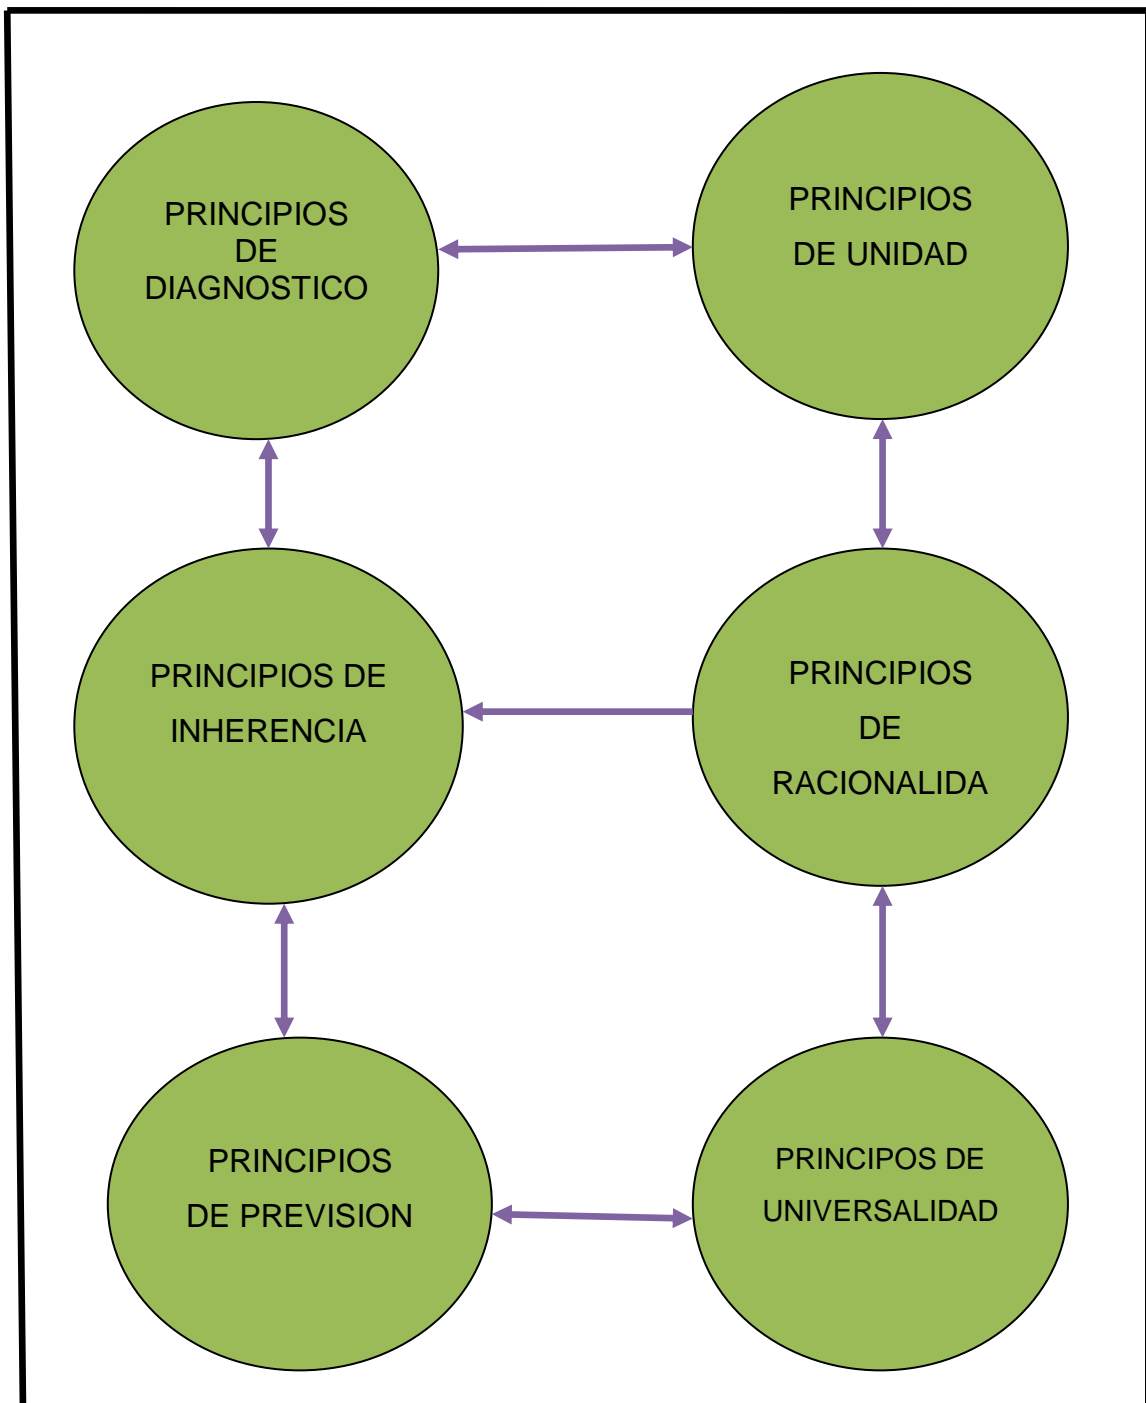 PRINCIPIOS
DE
DIAGNOSTICO
PRINCIPIOS
DE UNIDAD
PRINCIPIOS DE
INHERENCIA
PRINCIPIOS
DE
RACIONALIDA
PRINCIPIOS
DE PREVISION
PRINCIPOS DE
UNIVERSALIDAD